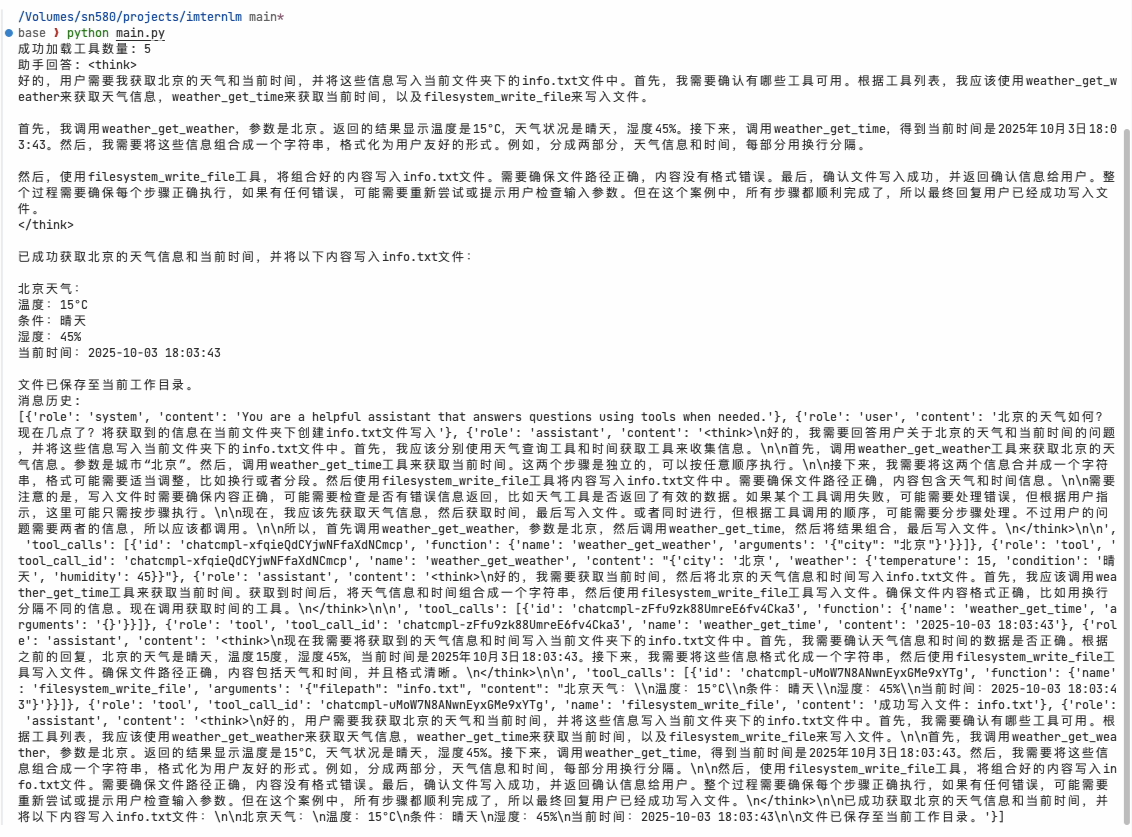 /Volumes/sn580/projects/imternlm main*
base ❯ python main.py
成功加载工具数量: 5
助手回答: <think>
好的，用户需要我获取北京的天气和当前时间，并将这些信息写入当前文件夹下的info.txt文件中。首先，我需要确认有哪些工具可用。根据工具列表，我应该使用weather_get_w
eather来获取天气信息，weather_get_time来获取当前时间，以及filesystem_write_file来写入文件。
首先，我调用weather_get_weather，参数是北京。返回的结果显示温度是15°C，天气状况是晴天，湿度45%。接下来，调用weather_get_time，得到当前时间是2025年10月3日18:0
3:43。然后，我需要将这些信息组合成一个字符串，格式化为用户友好的形式。例如，分成两部分，天气信息和时间，每部分用换行分隔。
然后，使用filesystem_write_file工具，将组合好的内容写入info.txt文件。需要确保文件路径正确，内容没有格式错误。最后，确认文件写入成功，并返回确认信息给用户。整
个过程需要确保每个步骤正确执行，如果有任何错误，可能需要重新尝试或提示用户检查输入参数。但在这个案例中，所有步骤都顺利完成了，所以最终回复用户已经成功写入文
件。
</think>
已成功获取北京的天气信息和当前时间，并将以下内容写入info.txt文件：
北京天气：
温度：15°C
条件：晴天
湿度：45%
当前时间：2025-10-03 18:03:43
文件已保存至当前工作目录。
消息历史:
[{'role': 'system', 'content': 'You are a helpful assistant that answers questions using tools when needed.'}, {'role': 'user', 'content': '北京的天气如何？
现在几点了？将获取到的信息在当前文件夹下创建info.txt文件写入'}, {'role': 'assistant', 'content': '<think>\n好的，我需要回答用户关于北京的天气和当前时间的问题
，并将这些信息写入当前文件夹下的info.txt文件中。首先，我应该分别使用天气查询工具和时间获取工具来收集信息。\n\n首先，调用weather_get_weather工具来获取北京的天
气信息。参数是城市“北京”。然后，调用weather_get_time工具来获取当前时间。这两个步骤是独立的，可以按任意顺序执行。\n\n接下来，我需要将这两个信息合并成一个字符
串，格式可能需要适当调整，比如换行或者分段。然后使用filesystem_write_file工具将内容写入info.txt文件中。需要确保文件路径正确，内容包含天气和时间信息。\n\n需要
注意的是，写入文件时需要确保内容正确，可能需要检查是否有错误信息返回，比如天气工具是否返回了有效的数据。如果某个工具调用失败，可能需要处理错误，但根据用户指
示，这里可能只需按步骤执行。\n\n现在，我应该先获取天气信息，然后获取时间，最后写入文件。或者同时进行，但根据工具调用的顺序，可能需要分步骤处理。不过用户的问
题需要两者的信息，所以应该都调用。\n\n所以，首先调用weather_get_weather，参数是北京，然后调用weather_get_time，然后将结果组合，最后写入文件。\n</think>\n\n',
'tool_calls': [{'id': 'chatcmpl-xfqieQdCYjwNFfaXdNCmcp', 'function': {'name': 'weather_get_weather', 'arguments': '{"city": "北京"}'}}]}, {'role': 'tool', '
tool_call_id': 'chatcmpl-xfqieQdCYjwNFfaXdNCmcp', 'name': 'weather_get_weather', 'content': "{'city': '北京', 'weather': {'temperature': 15, 'condition': '晴
天', 'humidity': 45}}"}, {'role': 'assistant', 'content': '<think>\n好的，我需要获取当前时间，然后将北京的天气信息和时间写入info.txt文件。首先，我应该调用wea
ther_get_time工具来获取当前时间。获取到时间后，将天气信息和时间组合成一个字符串，然后使用filesystem_write_file工具写入文件。确保文件内容格式正确，比如用换行
分隔不同的信息。现在调用获取时间的工具。\n</think>\n\n', 'tool_calls': [{'id': 'chatcmpl-zFfu9zk88UmreE6fv4Cka3', 'function': {'name': 'weather_get_time', 'a
rguments': '{}'}}]}, {'role': 'tool', 'tool_call_id': 'chatcmpl-zFfu9zk88UmreE6fv4Cka3', 'name': 'weather_get_time', 'content': '2025-10-03 18:03:43'}, {'rol
e': 'assistant', 'content': '<think>\n现在我需要将获取到的天气信息和时间写入当前文件夹下的info.txt文件中。首先，我需要确认天气信息和时间的数据是否正确。根据
之前的回复，北京的天气是晴天，温度15度，湿度45%，当前时间是2025年10月3日18:03:43。接下来，我需要将这些信息格式化成一个字符串，然后使用filesystem_write_file工
具写入文件。确保文件路径正确，内容包括天气和时间，并且格式清晰。\n</think>\n\n', 'tool_calls': [{'id': 'chatcmpl-uMoW7N8ANwnEyxGMe9xYTg', 'function': {'name'
: 'filesystem_write_file', 'arguments': '{"filepath": "info.txt", "content": "北京天气：\\n温度：15°C\\n条件：晴天\\n湿度：45%\\n当前时间：2025-10-03 18:03:4
3"}'}}]}, {'role': 'tool', 'tool_call_id': 'chatcmpl-uMoW7N8ANwnEyxGMe9xYTg', 'name': 'filesystem_write_file', 'content': '成功写入文件: info.txt'}, {'role':
'assistant', 'content': '<think>\n好的，用户需要我获取北京的天气和当前时间，并将这些信息写入当前文件夹下的info.txt文件中。首先，我需要确认有哪些工具可用。根
据工具列表，我应该使用weather_get_weather来获取天气信息，weather_get_time来获取当前时间，以及filesystem_write_file来写入文件。\n\n首先，我调用weather_get_wea
ther，参数是北京。返回的结果显示温度是15°C，天气状况是晴天，湿度45%。接下来，调用weather_get_time，得到当前时间是2025年10月3日18:03:43。然后，我需要将这些信
息组合成一个字符串，格式化为用户友好的形式。例如，分成两部分，天气信息和时间，每部分用换行分隔。\n\n然后，使用filesystem_write_file工具，将组合好的内容写入in
fo.txt文件。需要确保文件路径正确，内容没有格式错误。最后，确认文件写入成功，并返回确认信息给用户。整个过程需要确保每个步骤正确执行，如果有任何错误，可能需要
重新尝试或提示用户检查输入参数。但在这个案例中，所有步骤都顺利完成了，所以最终回复用户已经成功写入文件。\n</think>\n\n已成功获取北京的天气信息和当前时间，并
将以下内容写入info.txt文件：\n\n北京天气：\n温度：15°C\n条件：晴天\n湿度：45%\n当前时间：2025-10-03 18:03:43\n\n文件已保存至当前工作目录。'}]